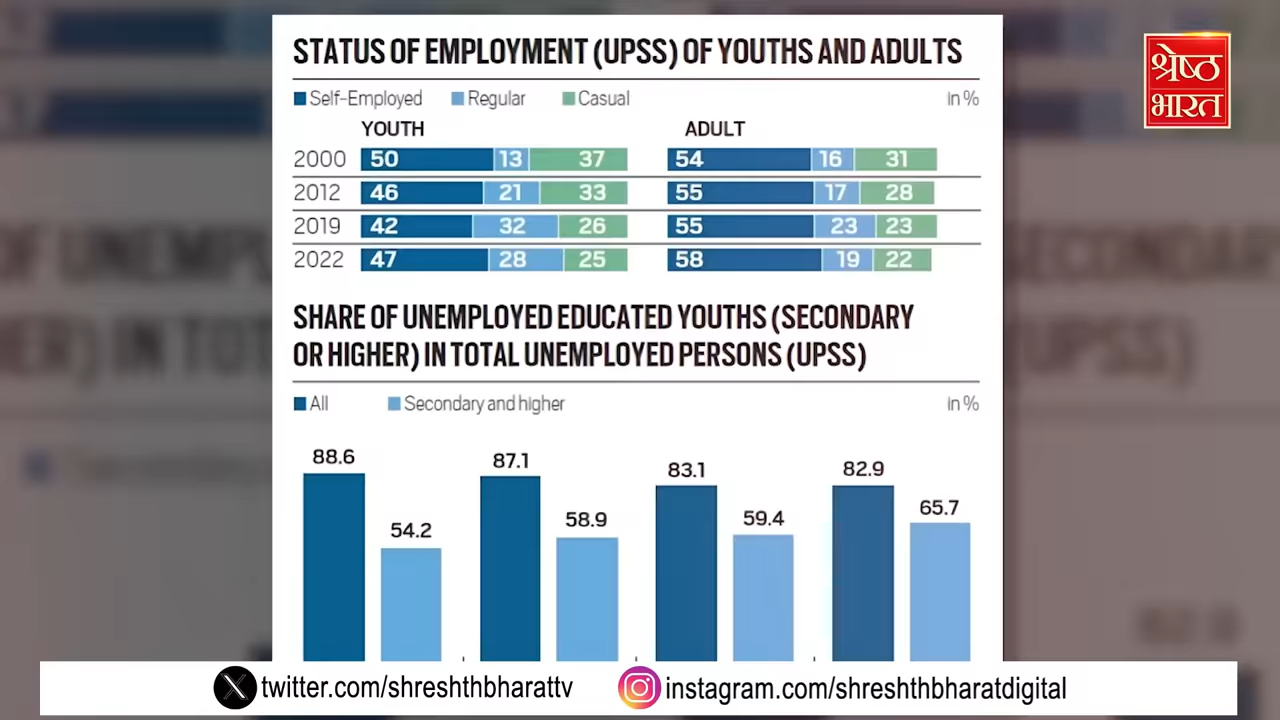 STATUS OF EMPLOYMENT (UPSS) OF YOUTHS AND ADULTS
Self-Employed Regular Casual In %
YOUTH ADULT
2000 50 13 37 54 16 31
2012 46 21 33 55 17 28
2019 42 32 26 55 23 23
2022 47 28 25 58 19 22
SHARE OF UNEMPLOYED EDUCATED YOUTHS (SECONDARY
OR HIGHER) IN TOTAL UNEMPLOYED PERSONS (UPSS)
All Secondary and higher In %
88.6 54.2 87.1 58.9 83.1 59.4 82.9 65.7
श्रेष्ठ
भारत
twitter.com/shreshthbharattv instagram.com/shreshthbharatdigital